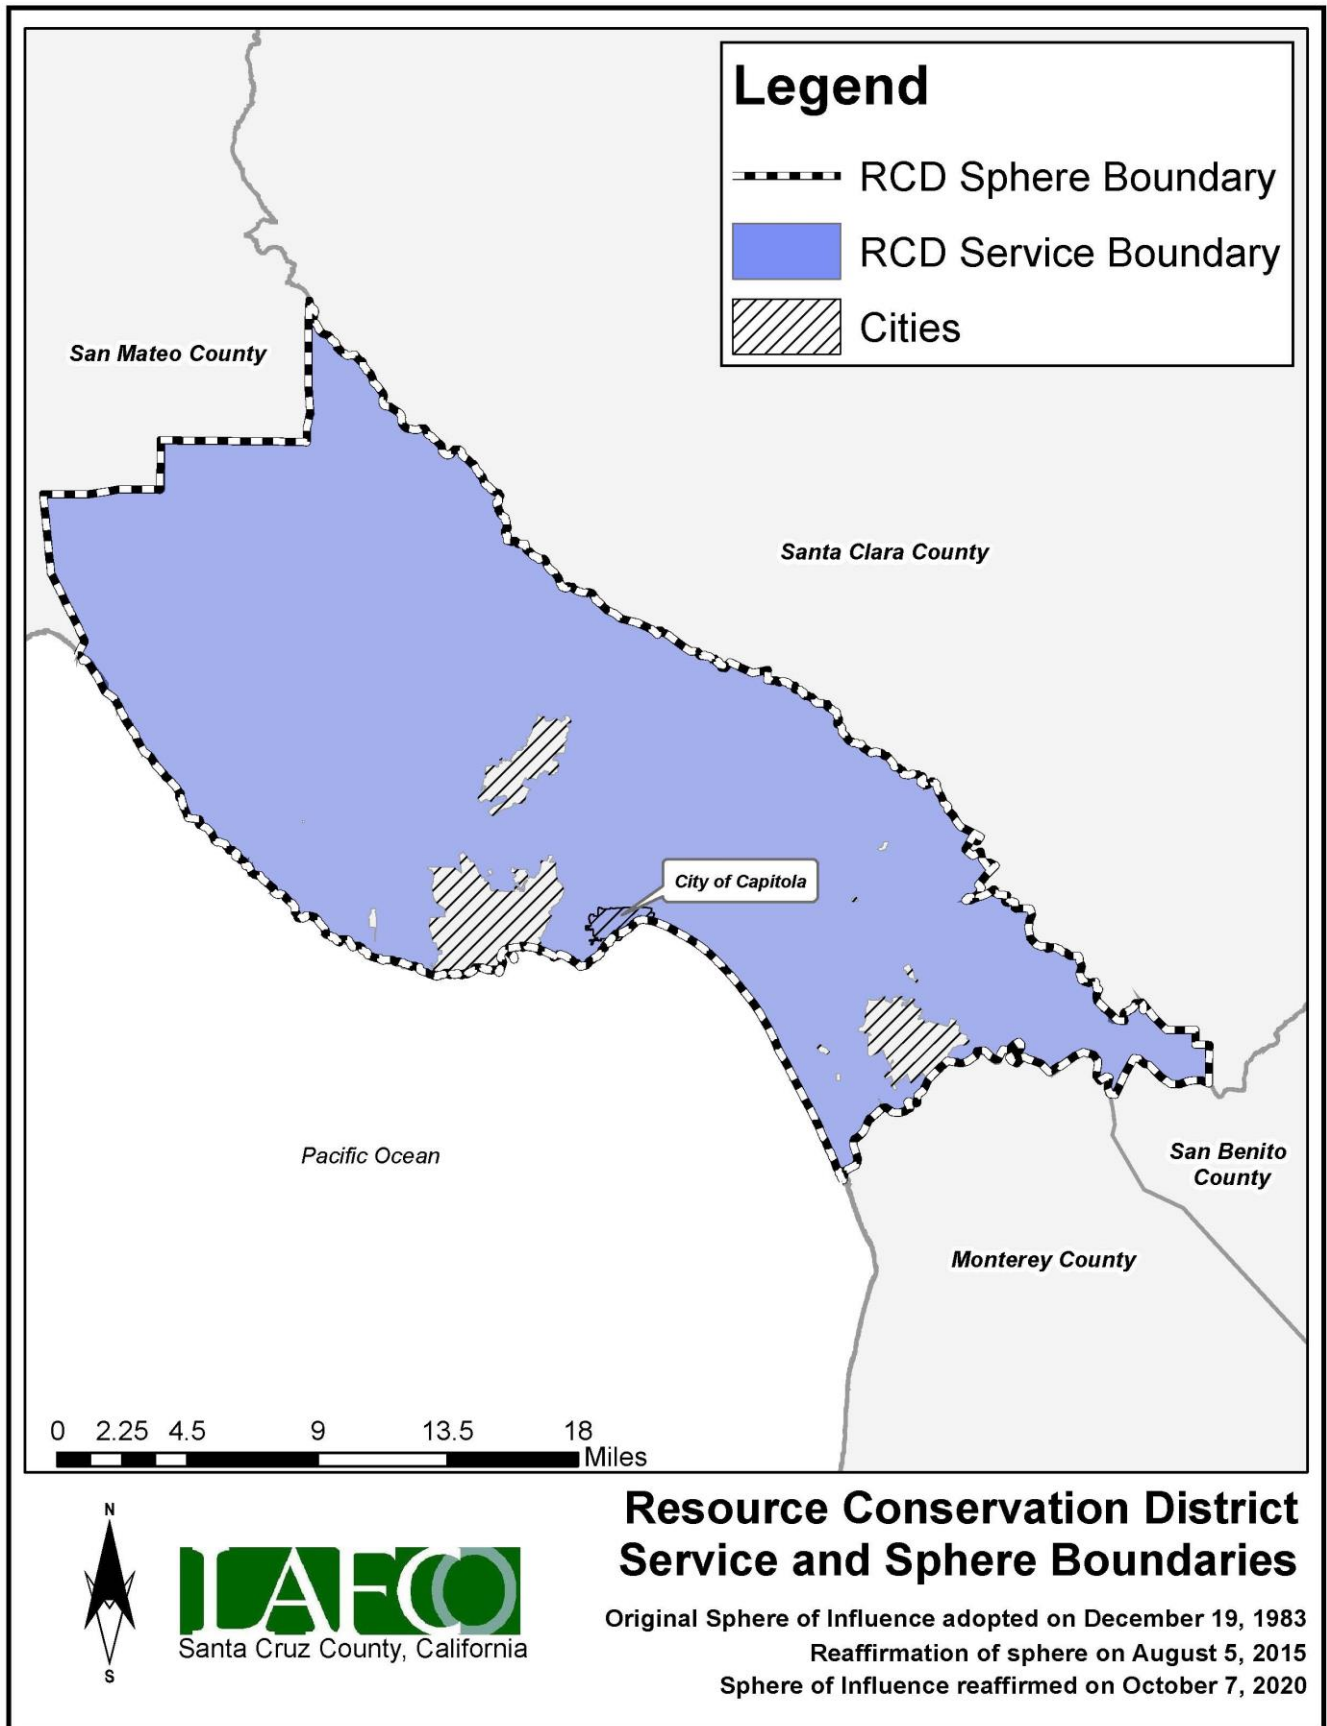 Legend
RCD Sphere Boundary
RCD Service Boundary
Cities
San Mateo County
Santa Clara County
City of Capitola
Pacific Ocean
San Benito
County
Monterey County
0 2.25 4.5 9 13.5 18
Miles
N
S
LAFCO
Santa Cruz County, California
Resource Conservation District
Service and Sphere Boundaries
Original Sphere of Influence adopted on December 19, 1983
Reaffirmation of sphere on August 5, 2015
Sphere of Influence reaffirmed on October 7, 2020